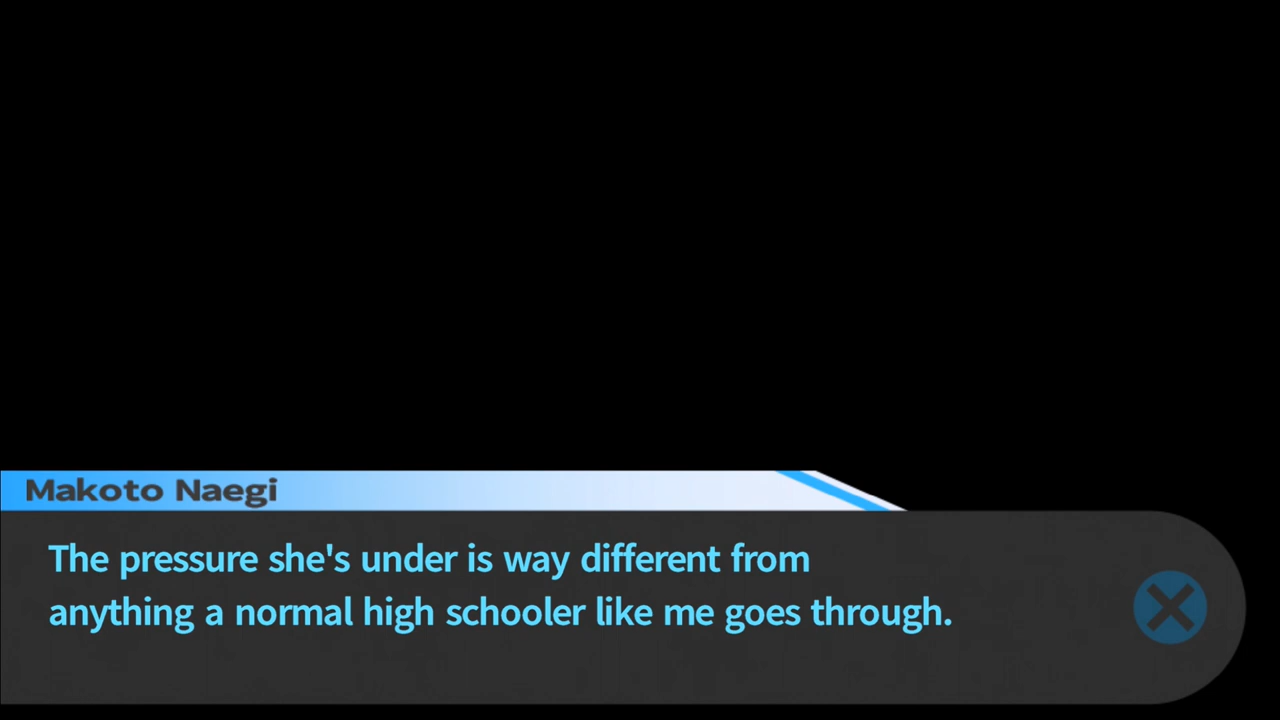 Makoto Naegi
The pressure she's under is way different from
anything a normal high schooler like me goes through.